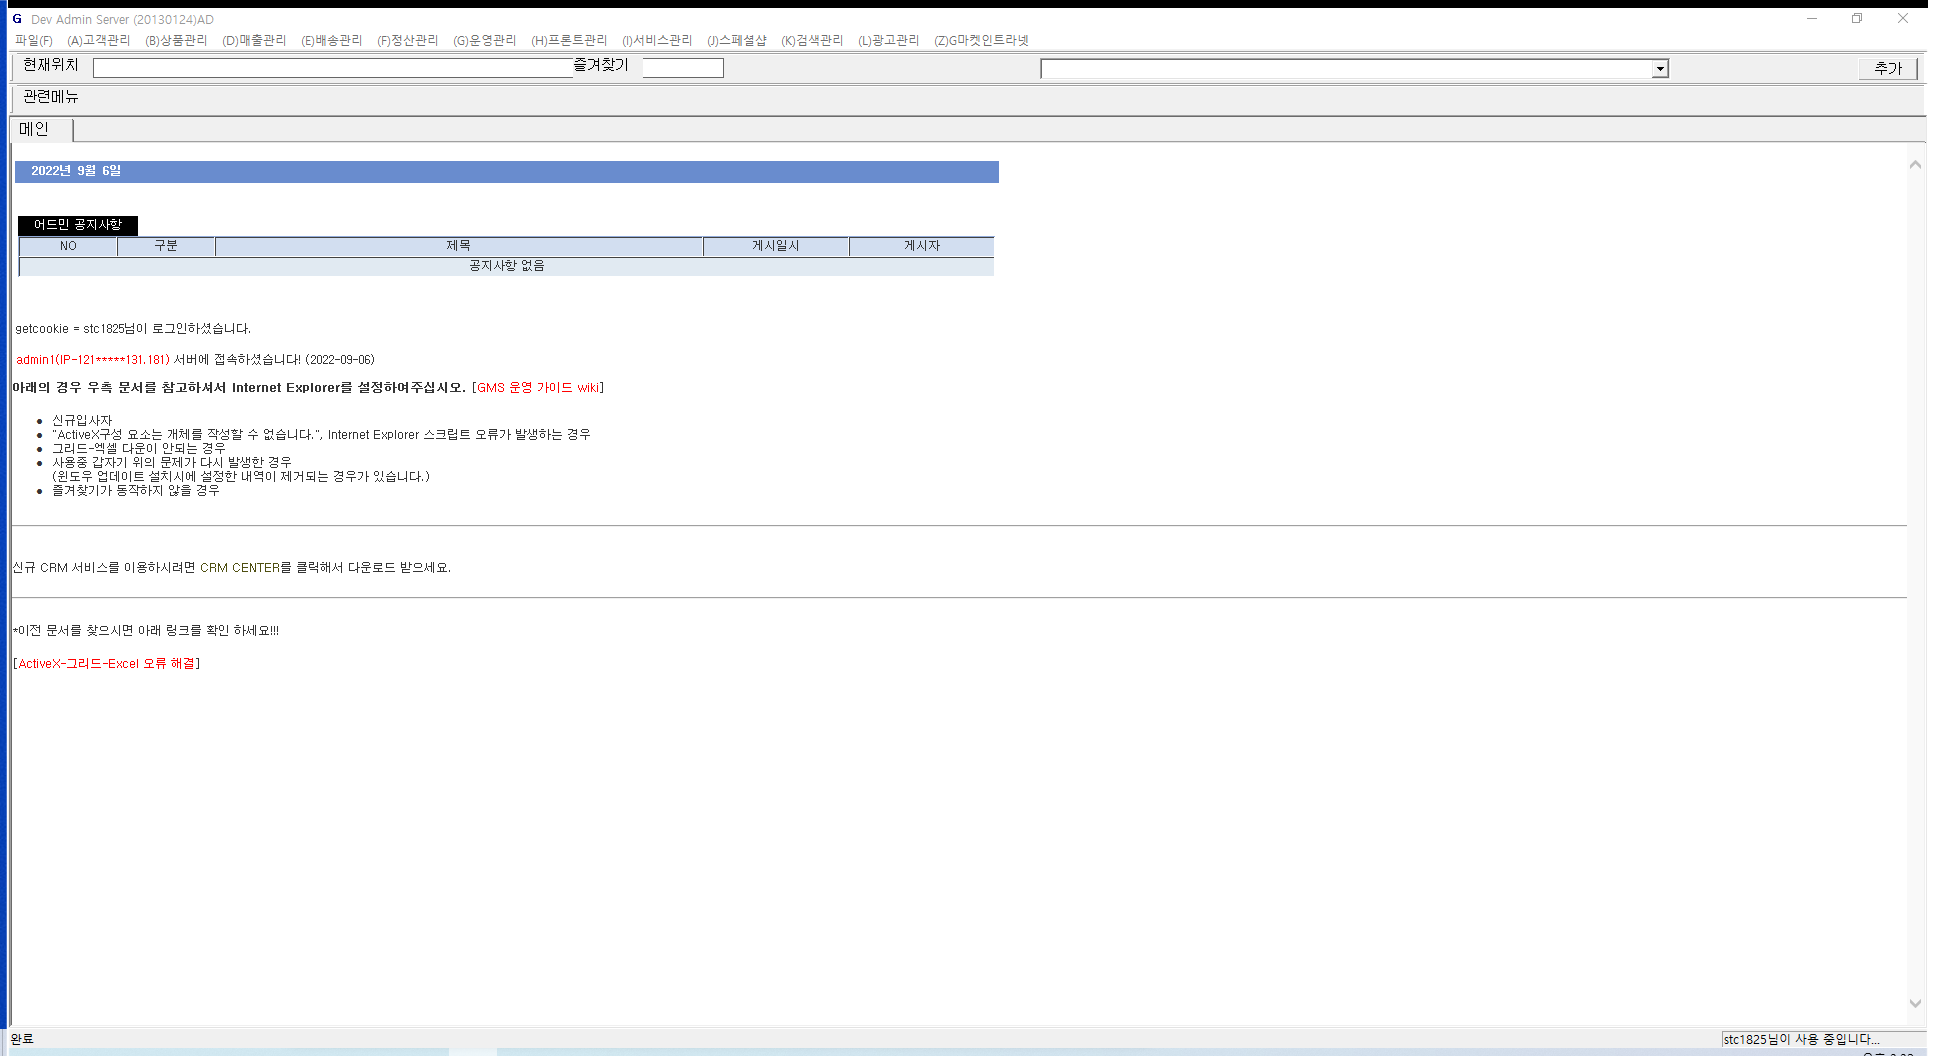 G Dev Admin Server (20130124)AD
파일(F) (A)고객관리 (B)상품관리 (D)매출관리 (E)배송관리 (F)정산관리 (G)운영관리 (H)프론트관리 (I)서비스관리 (J)스페셜샵 (K)검색관리 (L)광고관리 (Z)G마켓인트라넷
현재위치 즐겨찾기 추가
관련메뉴
메인
2022년 9월 6일
어드민 공지사항
NO 구분 제목 게시일시 게시자
공지사항 없음
getcookie = stc1825님이 로그인하셨습니다.
admin1(IP-121*****131.181) 서버에 접속하셨습니다! (2022-09-06)
아래의 경우 우측 문서를 참고하셔서 Internet Explorer를 설정하여주십시오. [GMS 운영 가이드 wiki]
• 신규입사자
• "ActiveX구성 요소는 개체를 작성할 수 없습니다.", Internet Explorer 스크립트 오류가 발생하는 경우
• 그리드-엑셀 다운이 안되는 경우
• 사용중 갑자기 위의 문제가 다시 발생한 경우
(윈도우 업데이트 설치시에 설정한 내역이 제거되는 경우가 있습니다.)
• 즐겨찾기가 동작하지 않을 경우
신규 CRM 서비스를 이용하시려면 CRM CENTER를 클릭해서 다운로드 받으세요.
*이전 문서를 찾으시면 아래 링크를 확인 하세요!!!
[ActiveX-그리드-Excel 오류 해결]
완료 stc1825님이 사용 중입니다...